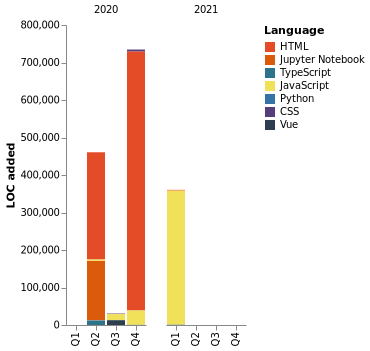 2020 2021
Language
HTML
Jupyter Notebook
TypeScript
JavaScript
Python
CSS
Vue
LOC added
800,000
700,000
600,000
500,000
400,000
300,000
200,000
100,000
0
Q1 Q2 Q3 Q4 Q1 Q2 Q3 Q4